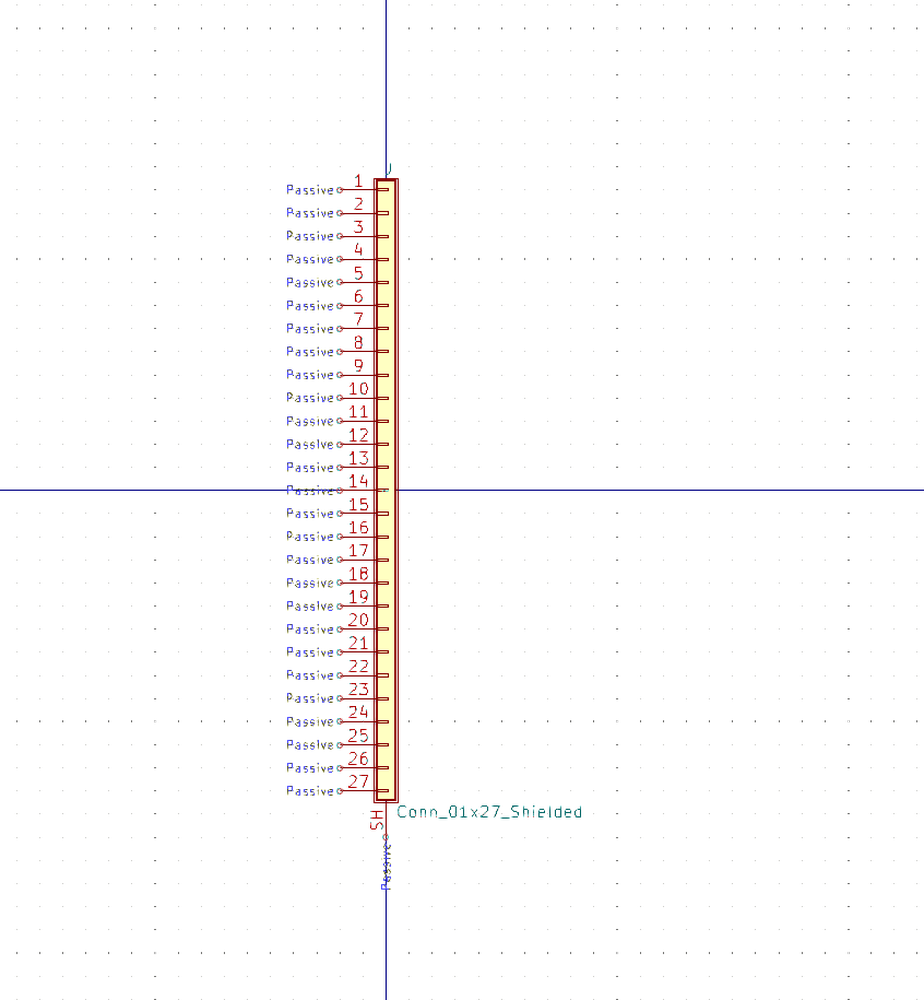 J
Passive 1
Passive 2
Passive 3
Passive 4
Passive 5
Passive 6
Passive 7
Passive 8
Passive 9
Passive 10
Passive 11
Passive 12
Passive 13
Passive 14
Passive 15
Passive 16
Passive 17
Passive 18
Passive 19
Passive 20
Passive 21
Passive 22
Passive 23
Passive 24
Passive 25
Passive 26
Passive 27
Conn_01x27_Shielded
SH
Passive